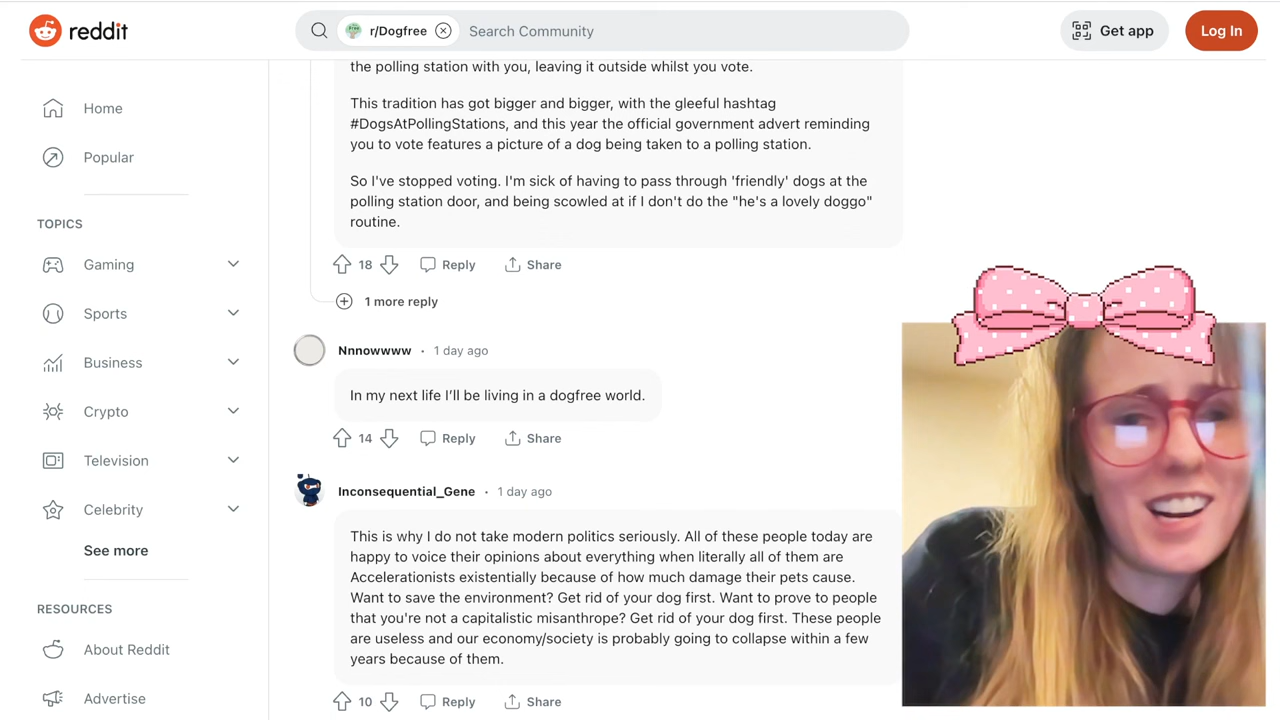 reddit
r/Dogfree
Search Community
Get app
Log In
Home
Popular
TOPICS
Gaming
Sports
Business
Crypto
Television
Celebrity
See more
RESOURCES
About Reddit
Advertise
the polling station with you, leaving it outside whilst you vote.
This tradition has got bigger and bigger, with the gleeful hashtag
#DogsAtPollingStations, and this year the official government advert reminding
you to vote features a picture of a dog being taken to a polling station.
So I've stopped voting. I'm sick of having to pass through 'friendly' dogs at the
polling station door, and being scowled at if I don't do the "he's a lovely doggo"
routine.
18 Reply Share
1 more reply
Nnnowwww • 1 day ago
In my next life I'll be living in a dogfree world.
14 Reply Share
Inconsequential_Gene • 1 day ago
This is why I do not take modern politics seriously. All of these people today are
happy to voice their opinions about everything when literally all of them are
Accelerationists existentially because of how much damage their pets cause.
Want to save the environment? Get rid of your dog first. Want to prove to people
that you're not a capitalistic misanthrope? Get rid of your dog first. These people
are useless and our economy/society is probably going to collapse within a few
years because of them.
10 Reply Share